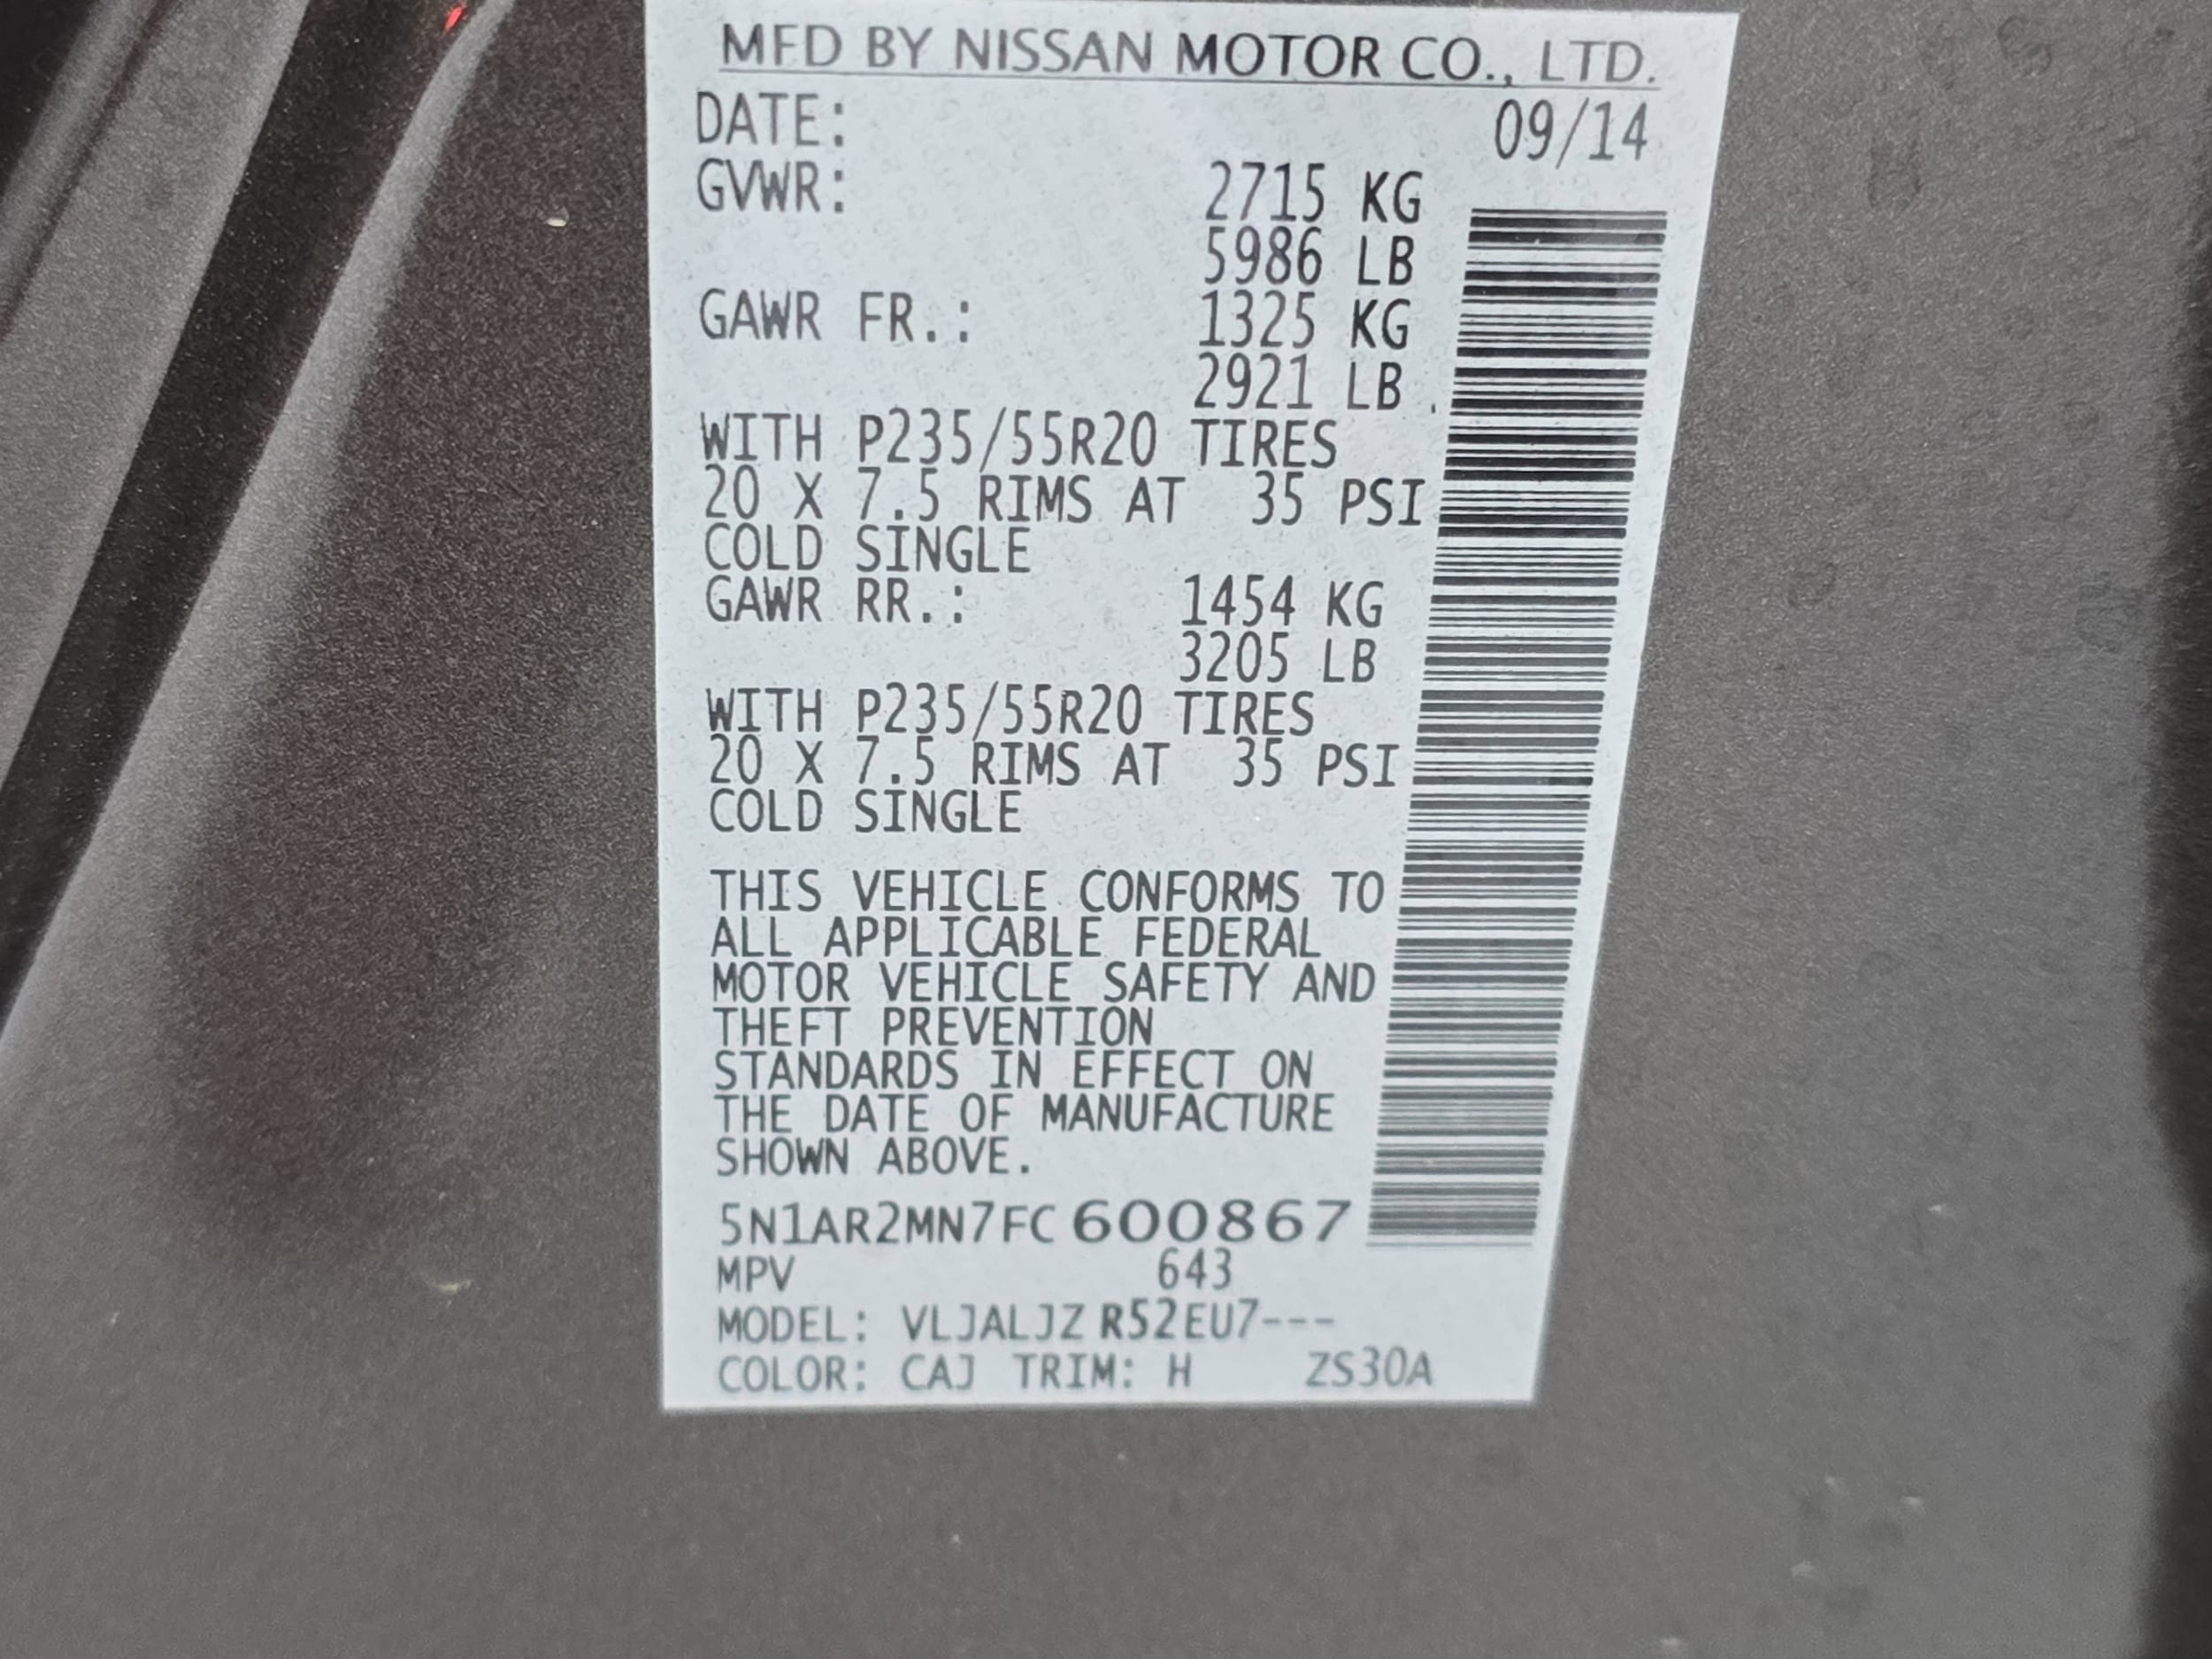 MFD BY NISSAN MOTOR CO., LTD.
DATE: 09/14
GVWR: 2715 KG
5986 LB
GAWR FR.: 1325 KG
2921 LB .
WITH P235/55R20 TIRES
20 X 7.5 RIMS AT 35 PSI
COLD SINGLE
GAWR RR.: 1454 KG
3205 LB
WITH P235/55R20 TIRES
20 X 7.5 RIMS AT 35 PSI
COLD SINGLE
THIS VEHICLE CONFORMS TO
ALL APPLICABLE FEDERAL
MOTOR VEHICLE SAFETY AND
THEFT PREVENTION
STANDARDS IN EFFECT ON
THE DATE OF MANUFACTURE
SHOWN ABOVE.
5N1AR2MN7FC 600867
MPV 643
MODEL: VLJALJZ R52EU7---
COLOR: CAJ TRIM: H ZS30A